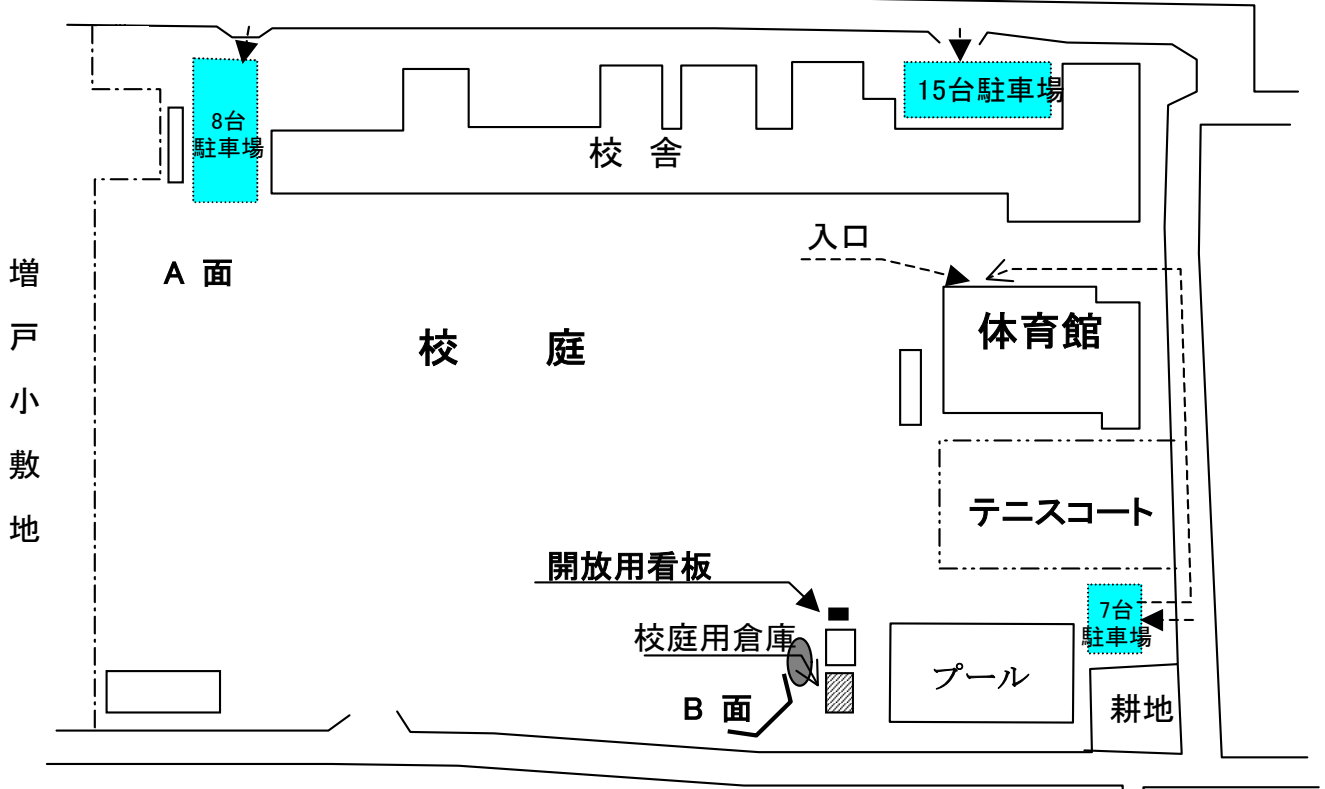 8台
駐車場
15台駐車場
校 舎
入口
A 面
増戸小敷地
校 庭
体育館
テニスコート
開放用看板
7台
駐車場
校庭用倉庫
プール
B 面
耕地